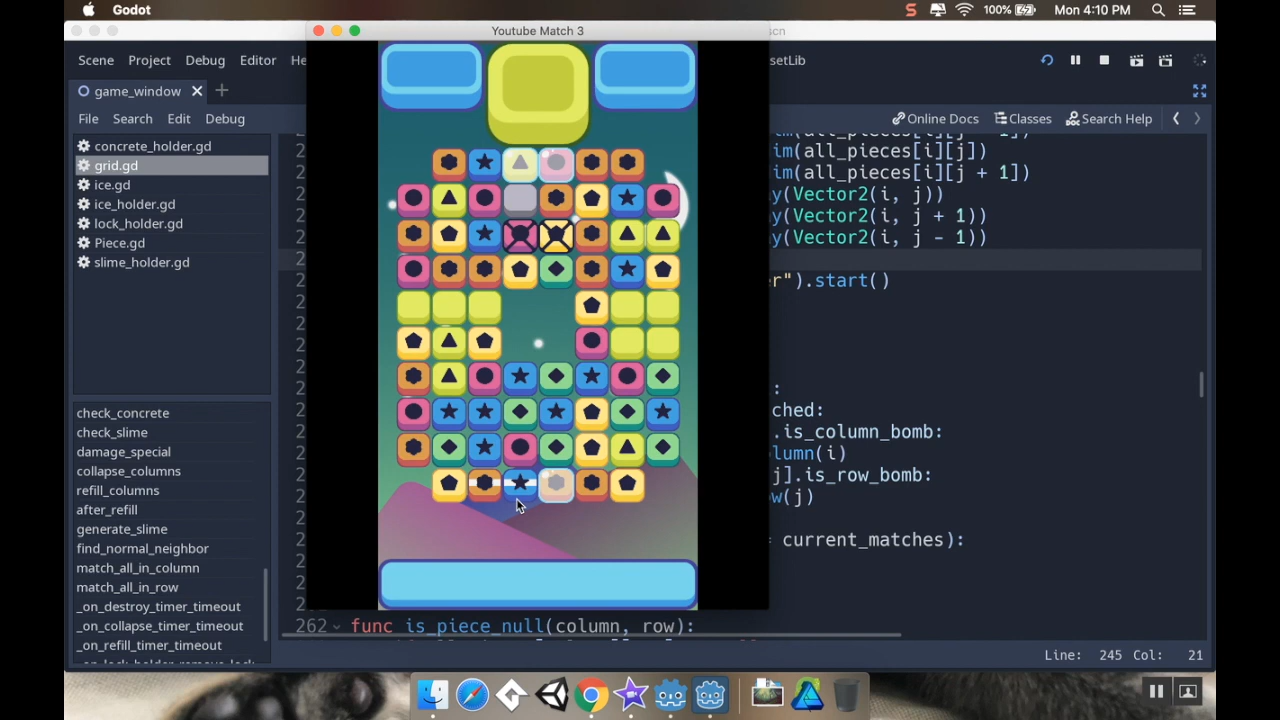 Godot
100%
Mon 4:10 PM
Youtube Match 3
Scene Project Debug Editor
game_window
File Search Edit Debug
Online Docs Classes Search Help
concrete_holder.gd
grid.gd
ice.gd
ice_holder.gd
lock_holder.gd
Piece.gd
slime_holder.gd
im(all_pieces[i][j])
im(all_pieces[i][j + 1])
y(Vector2(i, j))
y(Vector2(i, j + 1))
y(Vector2(i, j - 1))
er").start()
:
ched:
.is_column_bomb:
olumn(i)
j].is_row_bomb:
ow(j)
= current_matches):
262 func is_piece_null(column, row):
check_concrete
check_slime
damage_special
collapse_columns
refill_columns
after_refill
generate_slime
find_normal_neighbor
match_all_in_column
match_all_in_row
_on_destroy_timer_timeout
_on_collapse_timer_timeout
_on_refill_timer_timeout
Line: 245 Col: 21